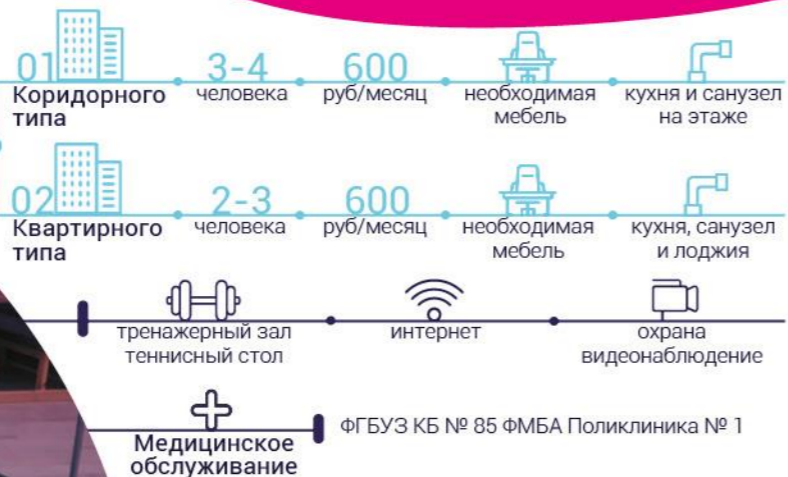 01 3-4 600
Коридорного человека руб/месяц необходимая кухня и санузел
типа мебель на этаже
02 2-3 600
Квартирного человека руб/месяц необходимая кухня, санузел
типа мебель и лоджия
тренажерный зал интернет охрана
теннисный стол видеонаблюдение
ФГБУЗ КБ № 85 ФМБА Поликлиника № 1
Медицинское
обслуживание